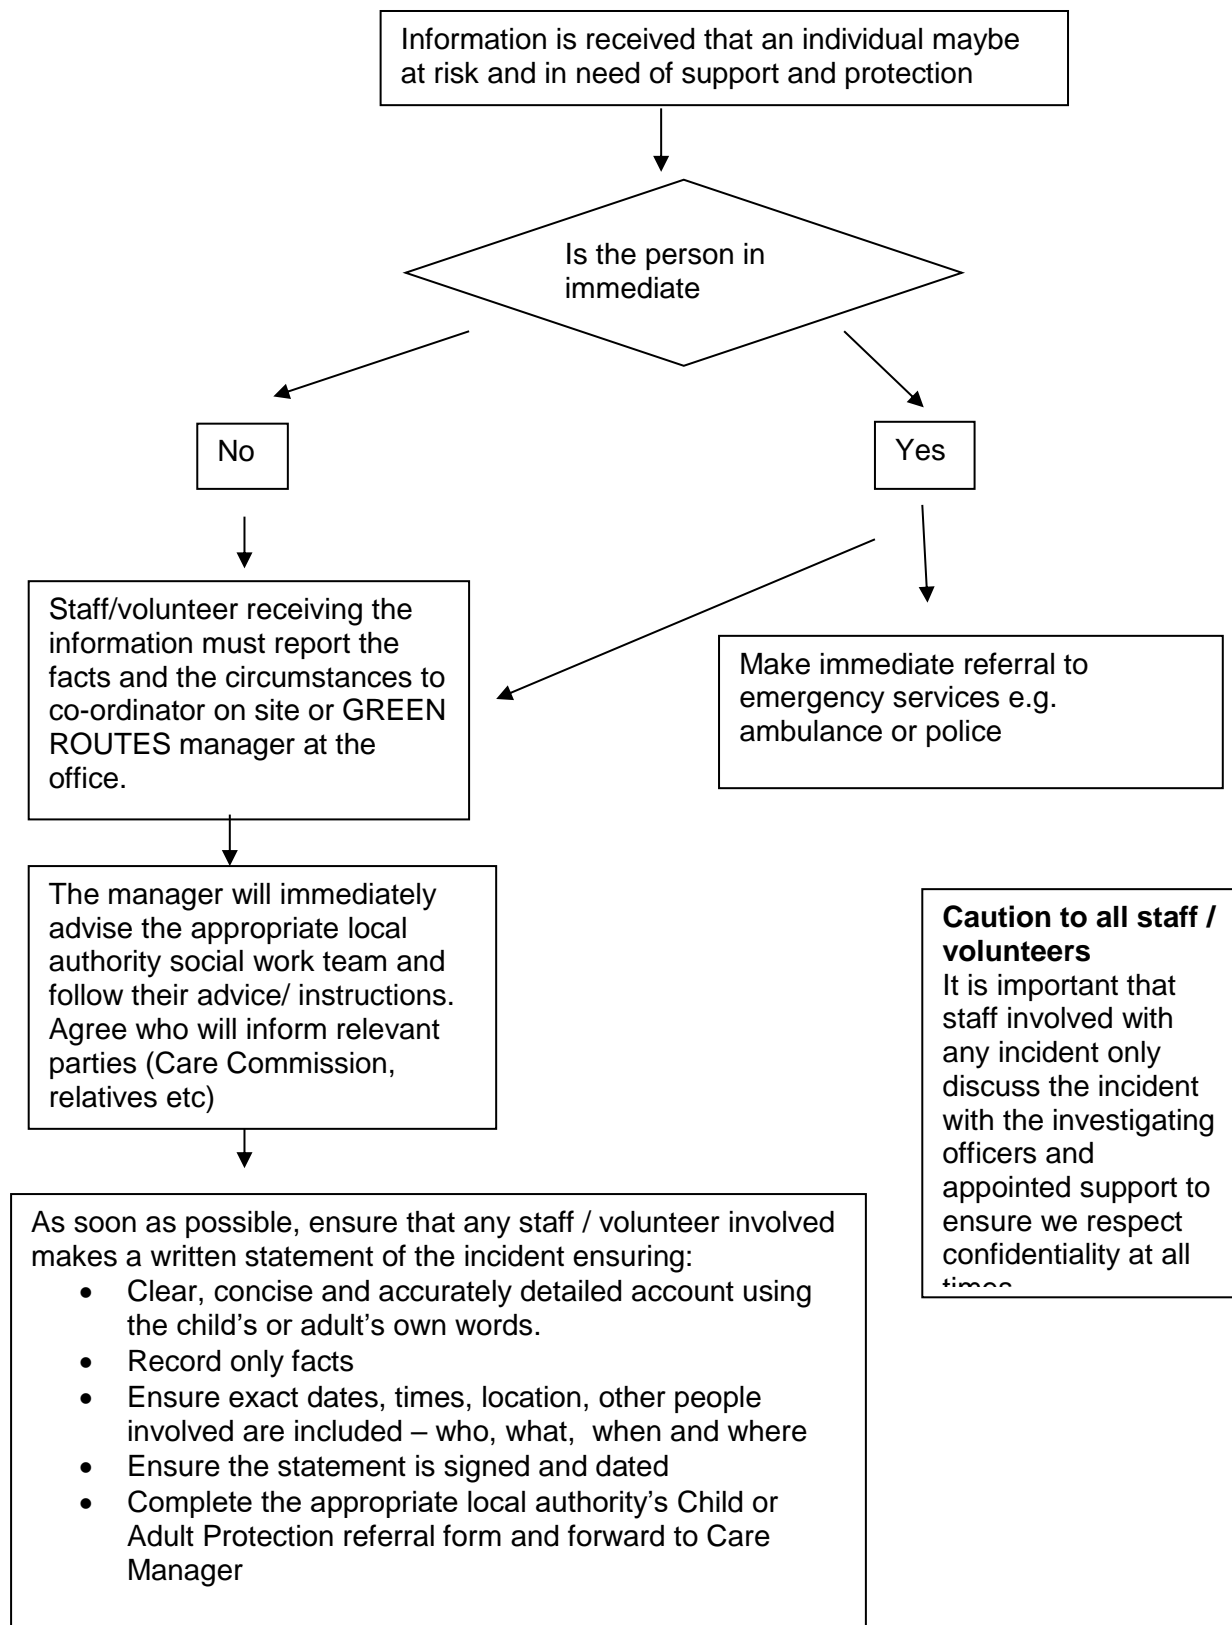 Information is received that an individual maybe
at risk and in need of support and protection
Is the person in
immediate
No
Yes
Staff/volunteer receiving the
information must report the
facts and the circumstances to
co-ordinator on site or GREEN
ROUTES manager at the
office.
Make immediate referral to
emergency services e.g.
ambulance or police
The manager will immediately
advise the appropriate local
authority social work team and
follow their advice/ instructions.
Agree who will inform relevant
parties (Care Commission,
relatives etc)
Caution to all staff /
volunteers
It is important that
staff involved with
any incident only
discuss the incident
with the investigating
officers and
appointed support to
ensure we respect
confidentiality at all
times
As soon as possible, ensure that any staff / volunteer involved
makes a written statement of the incident ensuring:
• Clear, concise and accurately detailed account using
the child’s or adult’s own words.
• Record only facts
• Ensure exact dates, times, location, other people
involved are included – who, what, when and where
• Ensure the statement is signed and dated
• Complete the appropriate local authority’s Child or
Adult Protection referral form and forward to Care
Manager